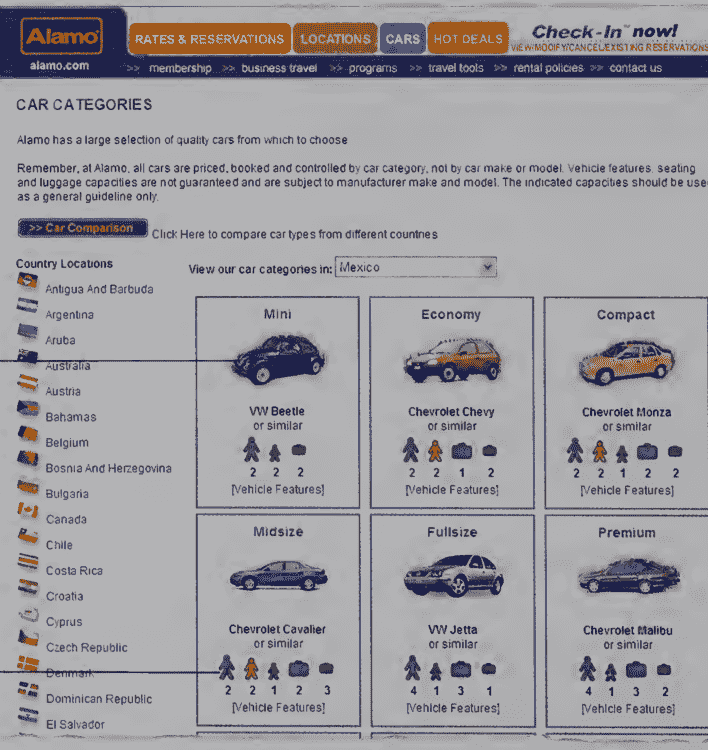 Alamo
RATES & RESERVATIONS
LOCATIONS
CARS
HOT DEALS
Check-In now!
VIEW/MODIFY/CANCEL EXISTING RESERVATIONS
alamo.com
>> membership >> business travel >> programs >> travel tools >> rental policies >> contact us
CAR CATEGORIES
Alamo has a large selection of quality cars from which to choose
Remember, at Alamo, all cars are priced, booked and controlled by car category, not by car make or model. Vehicle features, seating
and luggage capacities are not guaranteed and are subject to manufacturer make and model. The indicated capacities should be use
as a general guideline only.
>> Car Comparison
Click Here to compare car types from different countries
Country Locations
View our car categories in: Mexico
Antigua And Barbuda
Argentina
Aruba
Australia
Austria
Bahamas
Belgium
Bosnia And Herzegovina
Bulgaria
Canada
Chile
Costa Rica
Croatia
Cyprus
Czech Republic
Denmark
Dominican Republic
El Salvador
Mini
VW Beetle
or similar
2 2 2
[Vehicle Features]
Economy
Chevrolet Chevy
or similar
2 2 1 2
[Vehicle Features]
Compact
Chevrolet Monza
or similar
2 2 1 2 2
[Vehicle Features]
Midsize
Chevrolet Cavalier
or similar
2 2 1 2 3
[Vehicle Features]
Fullsize
VW Jetta
or similar
4 1 3 1
[Vehicle Features]
Premium
Chevrolet Malibu
or similar
4 1 3 2
[Vehicle Features]